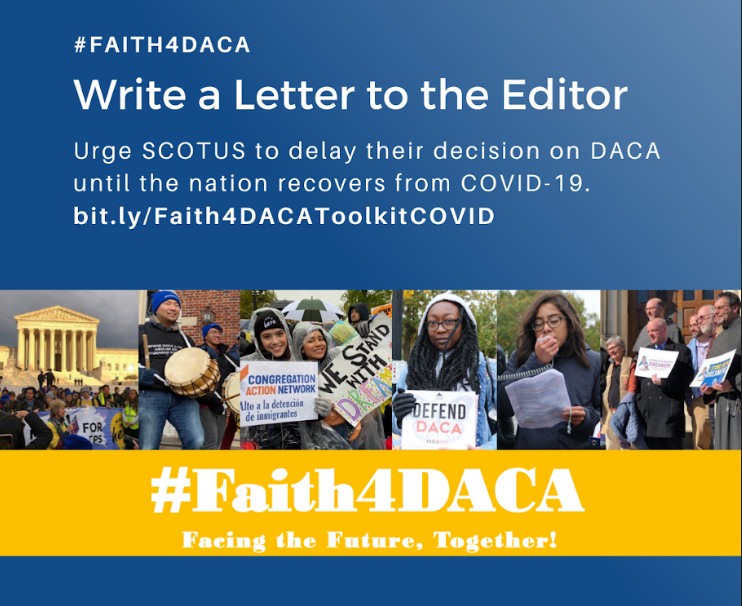 #FAITH4DACA
Write a Letter to the Editor
Urge SCOTUS to delay their decision on DACA
until the nation recovers from COVID-19.
bit.ly/Faith4DACAToolkitCOVID
FOR
CONGREGATION
ACTION NETWORK
Alto a la detención
de inmigrantes
WE STAND
WITH
DEFEND
DACA
#Faith4DACA
Facing the Future, Together!